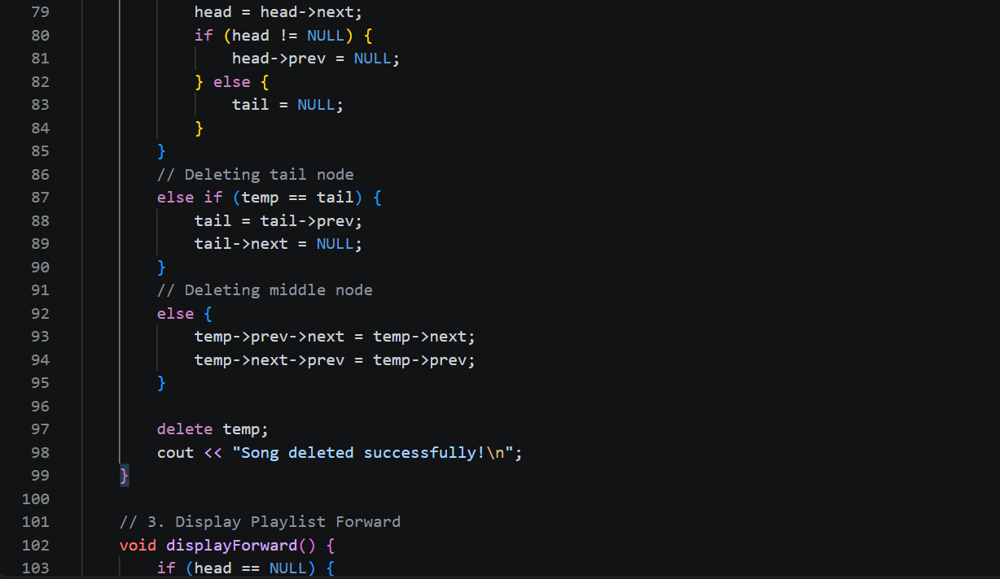 79 head = head->next;
80 if (head != NULL) {
81 head->prev = NULL;
82 } else {
83 tail = NULL;
84 }
85 }
86 // Deleting tail node
87 else if (temp == tail) {
88 tail = tail->prev;
89 tail->next = NULL;
90 }
91 // Deleting middle node
92 else {
93 temp->prev->next = temp->next;
94 temp->next->prev = temp->prev;
95 }
96
97 delete temp;
98 cout << "Song deleted successfully!\n";
99 }
100
101 // 3. Display Playlist Forward
102 void displayForward() {
103 if (head == NULL) {